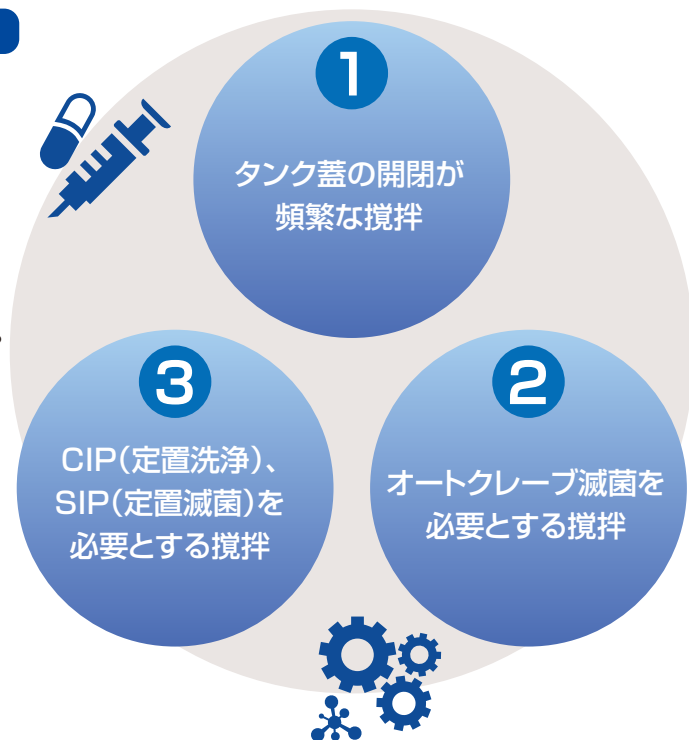 1
タンク蓋の開閉が
頻繁な撹拌
2
オートクレーブ滅菌を
必要とする撹拌
3
CIP(定置洗浄)、
SIP(定置滅菌)を
必要とする撹拌